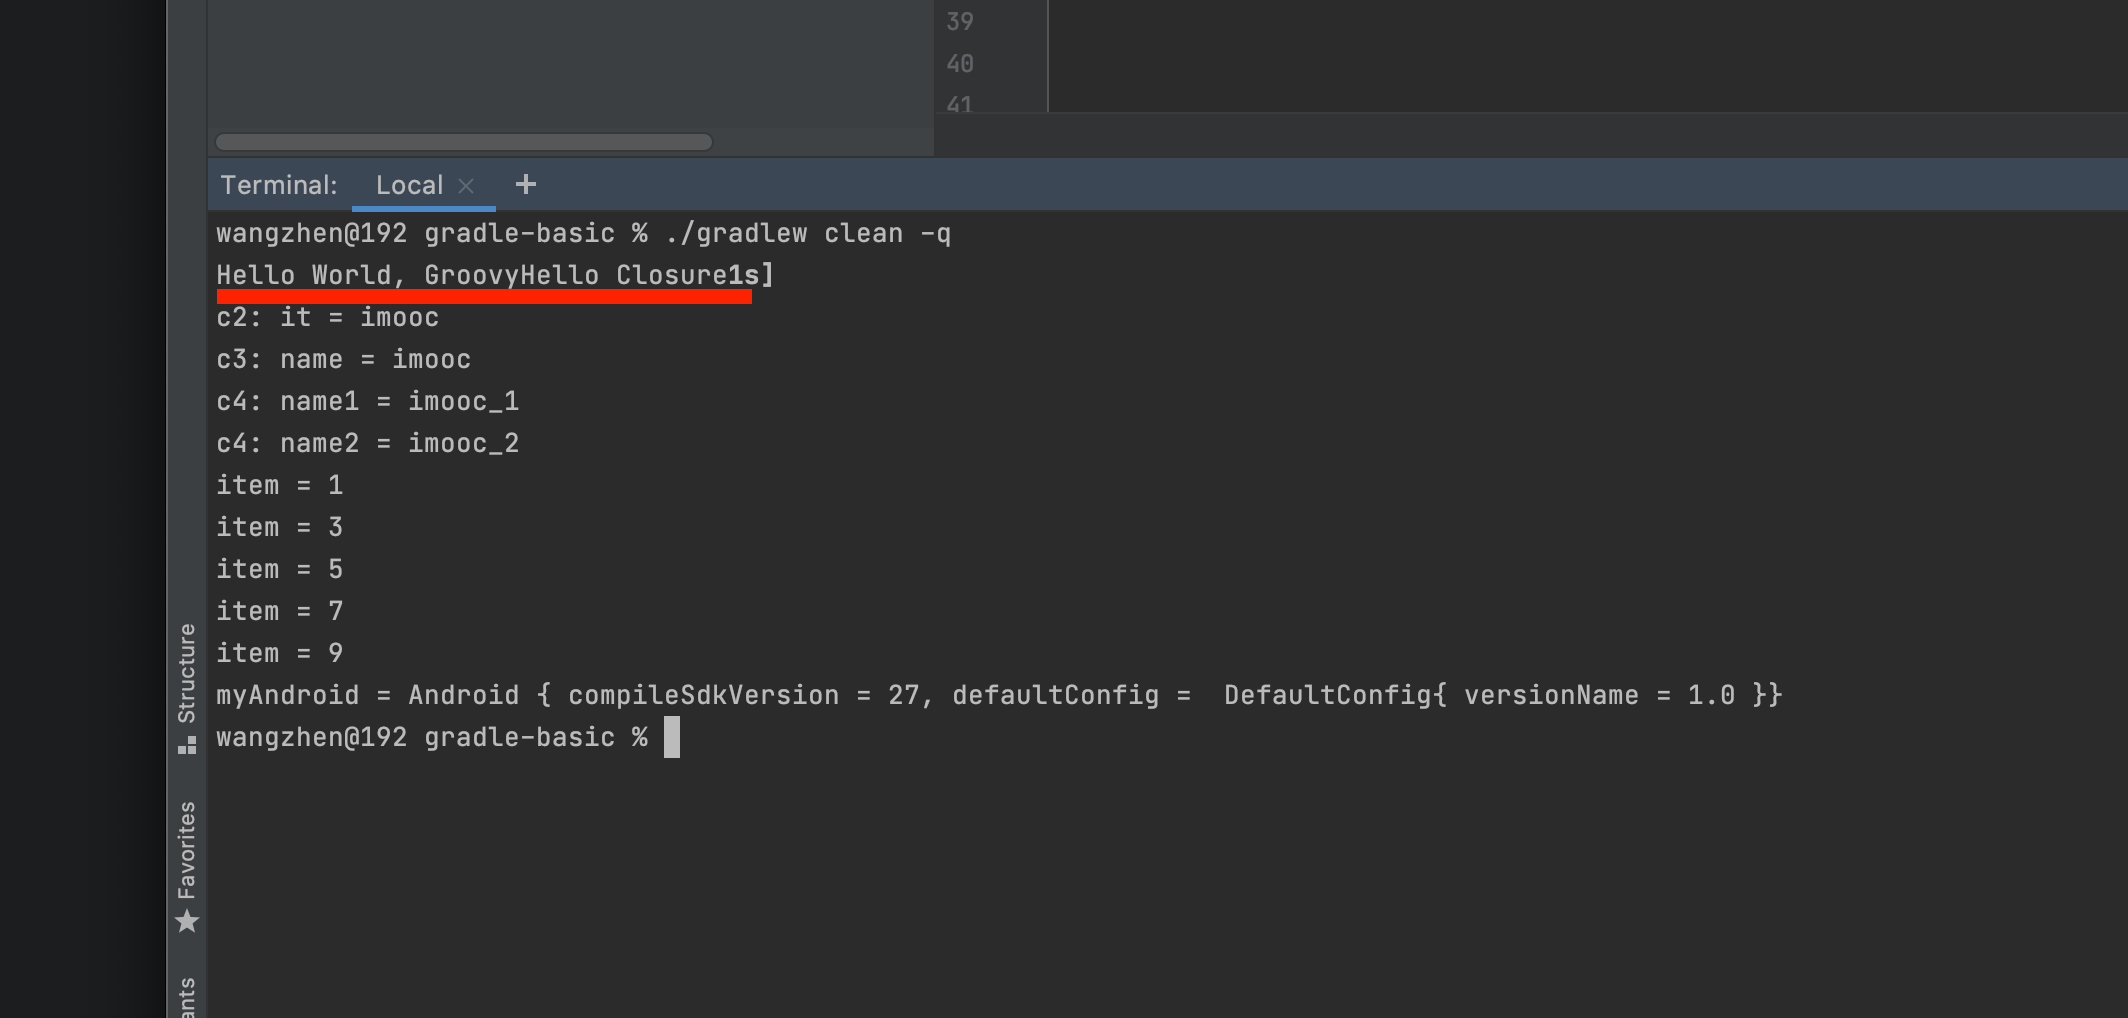 39
40
41
Terminal: Local × +
wangzhen@192 gradle-basic % ./gradlew clean -q
Hello World, GroovyHello Closure1s]
c2: it = imooc
c3: name = imooc
c4: name1 = imooc_1
c4: name2 = imooc_2
item = 1
item = 3
item = 5
item = 7
item = 9
myAndroid = Android { compileSdkVersion = 27, defaultConfig =  DefaultConfig{ versionName = 1.0 }}
wangzhen@192 gradle-basic %
Structure
Favorites